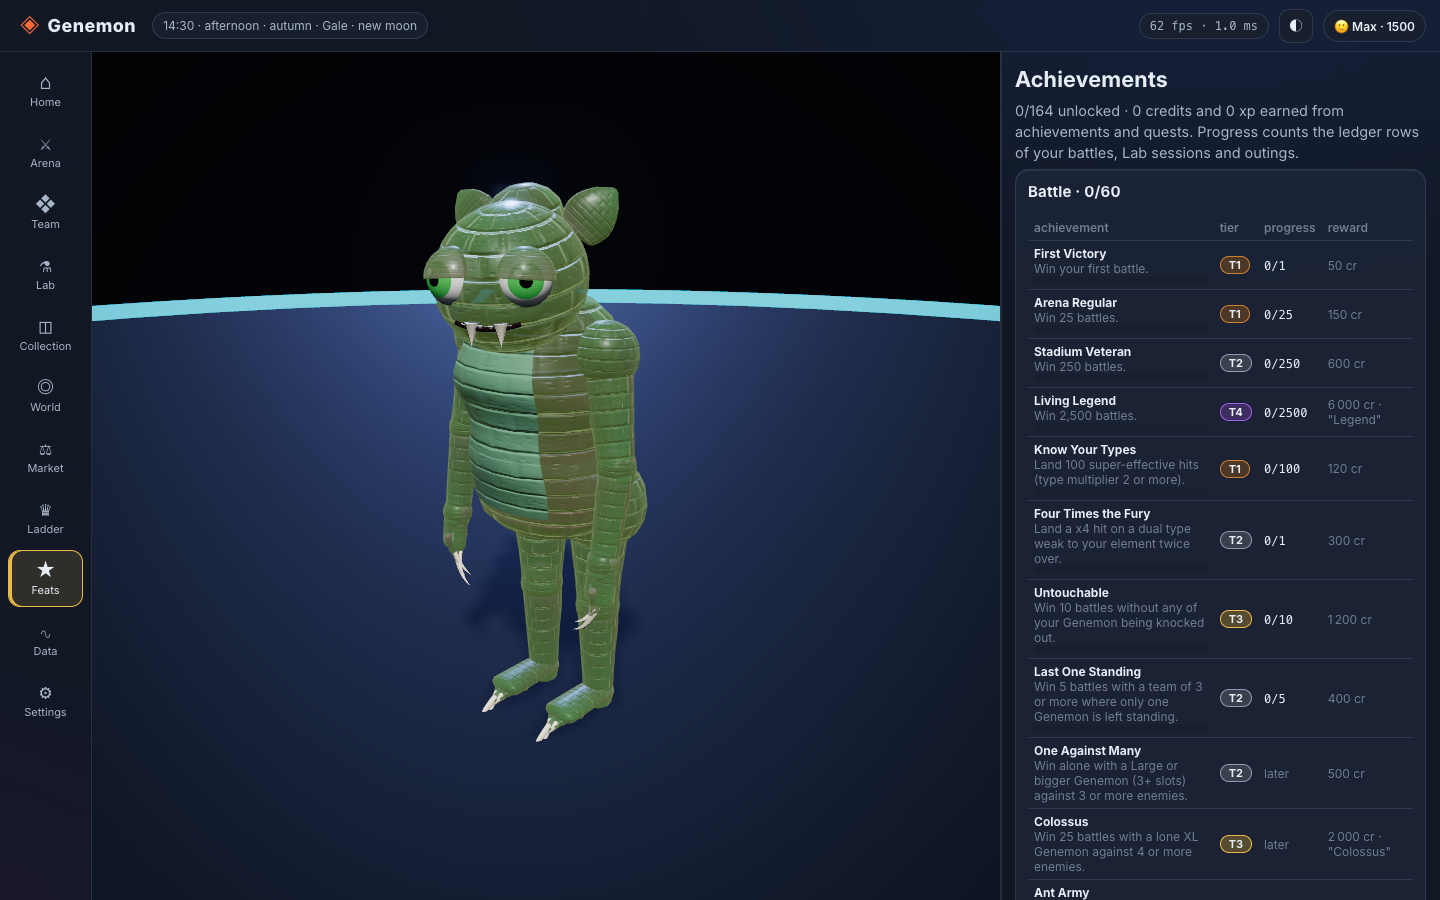 Genemon
14:30 · afternoon · autumn · Gale · new moon
62 fps · 1.0 ms
Max · 1500
Home
Arena
Team
Lab
Collection
World
Market
Ladder
Feats
Data
Settings
Achievements
0/164 unlocked · 0 credits and 0 xp earned from
achievements and quests. Progress counts the ledger rows
of your battles, Lab sessions and outings.
Battle · 0/60
achievement tier progress reward
First Victory
Win your first battle.
T1 0/1 50 cr
Arena Regular
Win 25 battles.
T1 0/25 150 cr
Stadium Veteran
Win 250 battles.
T2 0/250 600 cr
Living Legend
Win 2,500 battles.
T4 0/2500 6 000 cr ·
"Legend"
Know Your Types
Land 100 super-effective hits
(type multiplier 2 or more).
T1 0/100 120 cr
Four Times the Fury
Land a x4 hit on a dual type
weak to your element twice
over.
T2 0/1 300 cr
Untouchable
Win 10 battles without any of
your Genemon being knocked
out.
T3 0/10 1 200 cr
Last One Standing
Win 5 battles with a team of 3
or more where only one
Genemon is left standing.
T2 0/5 400 cr
One Against Many
Win alone with a Large or
bigger Genemon (3+ slots)
against 3 or more enemies.
T2 later 500 cr
Colossus
Win 25 battles with a lone XL
Genemon against 4 or more
enemies.
T3 later 2 000 cr ·
"Colossus"
Ant Army